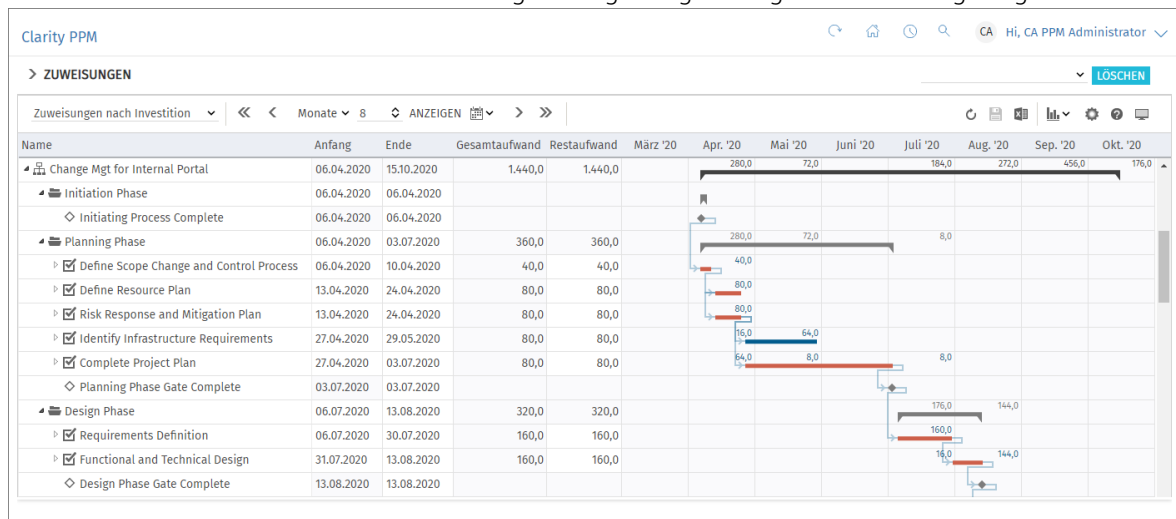 Clarity PPM
CA Hi, CA PPM Administrator
ZUWEISUNGEN
LÖSCHEN
Zuweisungen nach Investition Monate 8 ANZEIGEN
Name Anfang Ende Gesamtaufwand Restaufwand März '20 Apr. '20 Mai '20 Juni '20 Juli '20 Aug. '20 Sep. '20 Okt. '20
Change Mgt for Internal Portal 06.04.2020 15.10.2020 1.440,0 1.440,0 280,0 72,0 184,0 272,0 456,0 176,0
Initiation Phase 06.04.2020 06.04.2020
Initiating Process Complete 06.04.2020 06.04.2020
Planning Phase 06.04.2020 03.07.2020 360,0 360,0 280,0 72,0 8,0
Define Scope Change and Control Process 06.04.2020 10.04.2020 40,0 40,0 40,0
Define Resource Plan 13.04.2020 24.04.2020 80,0 80,0 80,0
Risk Response and Mitigation Plan 13.04.2020 24.04.2020 80,0 80,0 80,0
Identify Infrastructure Requirements 27.04.2020 29.05.2020 80,0 80,0 16,0 64,0
Complete Project Plan 27.04.2020 03.07.2020 80,0 80,0 64,0 8,0 8,0
Planning Phase Gate Complete 03.07.2020 03.07.2020
Design Phase 06.07.2020 13.08.2020 320,0 320,0 176,0 144,0
Requirements Definition 06.07.2020 30.07.2020 160,0 160,0 160,0
Functional and Technical Design 31.07.2020 13.08.2020 160,0 160,0 16,0 144,0
Design Phase Gate Complete 13.08.2020 13.08.2020